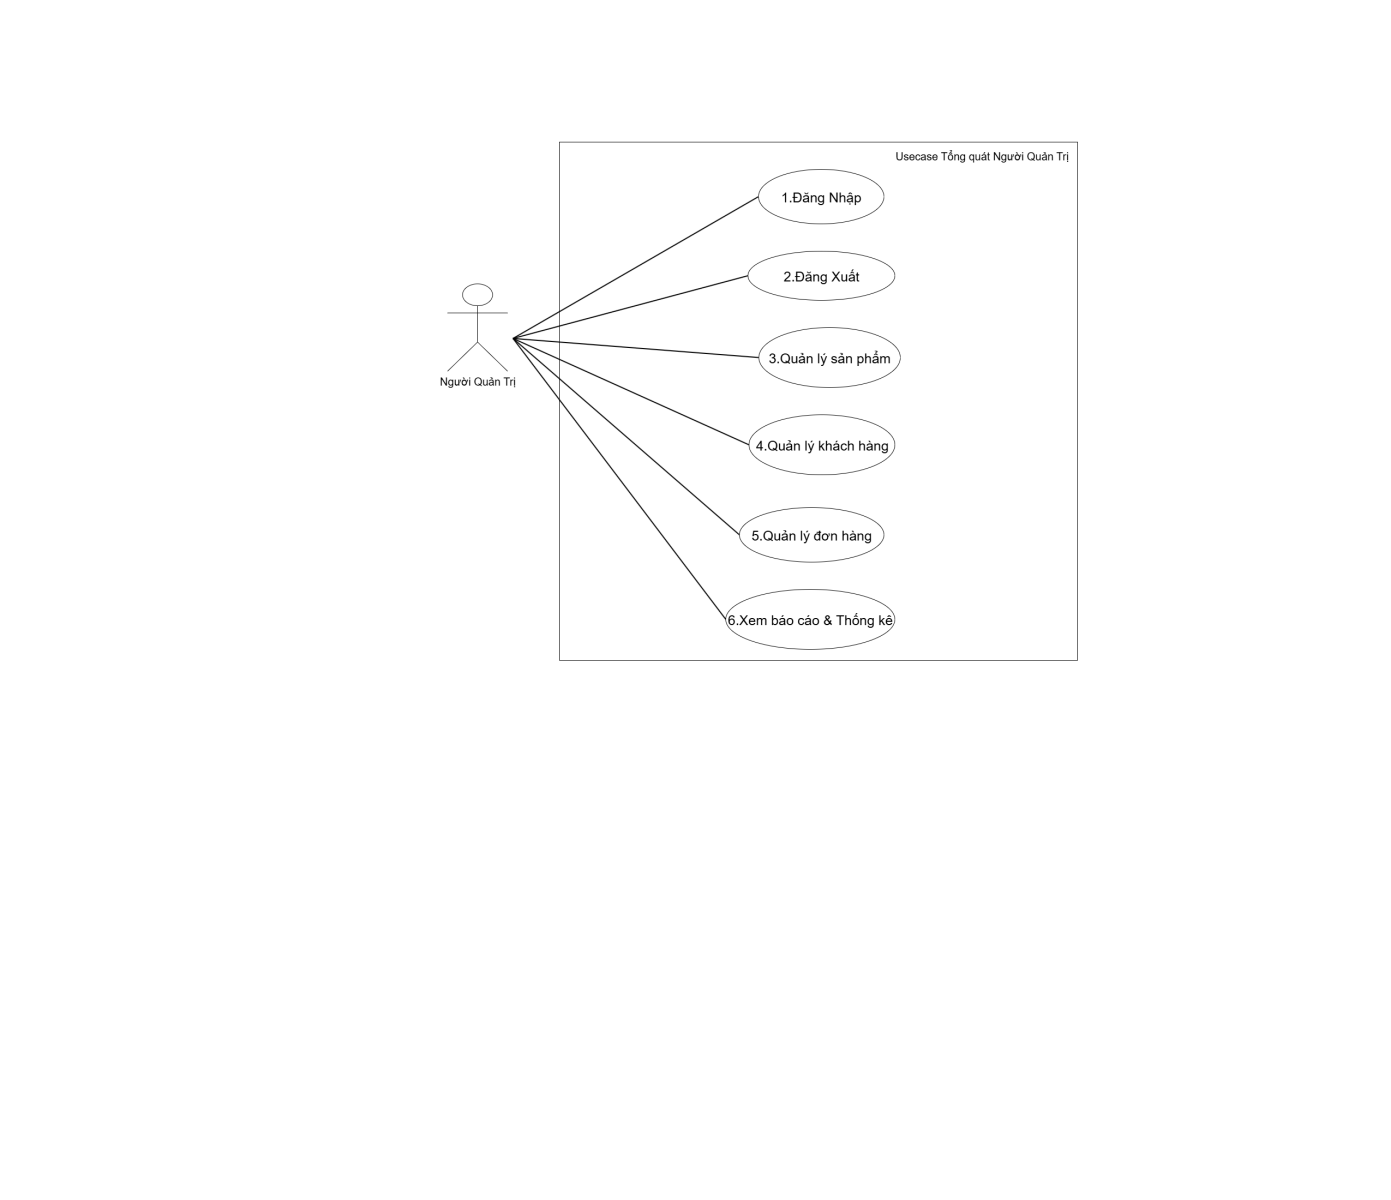 Usecase Tổng quát Người Quản Trị
1.Đăng Nhập
2.Đăng Xuất
3.Quản lý sản phẩm
Người Quản Trị
4.Quản lý khách hàng
5.Quản lý đơn hàng
6.Xem báo cáo & Thống kê